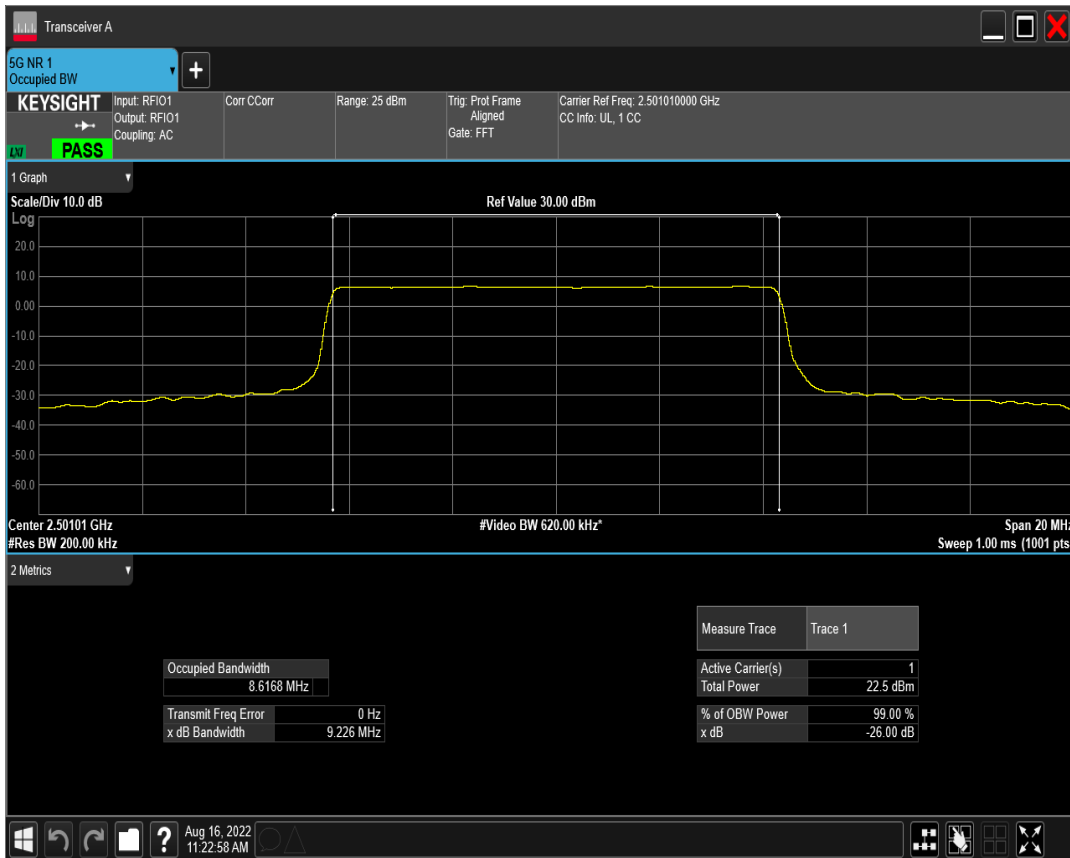 Transceiver A
5G NR 1
Occupied BW
KEYSIGHT
Input: RFIO1
Output: RFIO1
Coupling: AC
Corr CCorr
Range: 25 dBm
Trig: Prot Frame
Aligned
Gate: FFT
Carrier Ref Freq: 2.501010000 GHz
CC Info: UL, 1 CC
LXI
PASS
1 Graph
Scale/Div 10.0 dB
Ref Value 30.00 dBm
Log
20.0
10.0
0.00
-10.0
-20.0
-30.0
-40.0
-50.0
-60.0
Center 2.50101 GHz
#Video BW 620.00 kHz*
Span 20 MHz
#Res BW 200.00 kHz
Sweep 1.00 ms (1001 pts
2 Metrics
Measure Trace Trace 1
Occupied Bandwidth
8.6168 MHz
Active Carrier(s) 1
Total Power 22.5 dBm
Transmit Freq Error 0 Hz
x dB Bandwidth 9.226 MHz
% of OBW Power 99.00 %
x dB -26.00 dB
?
Aug 16, 2022
11:22:58 AM